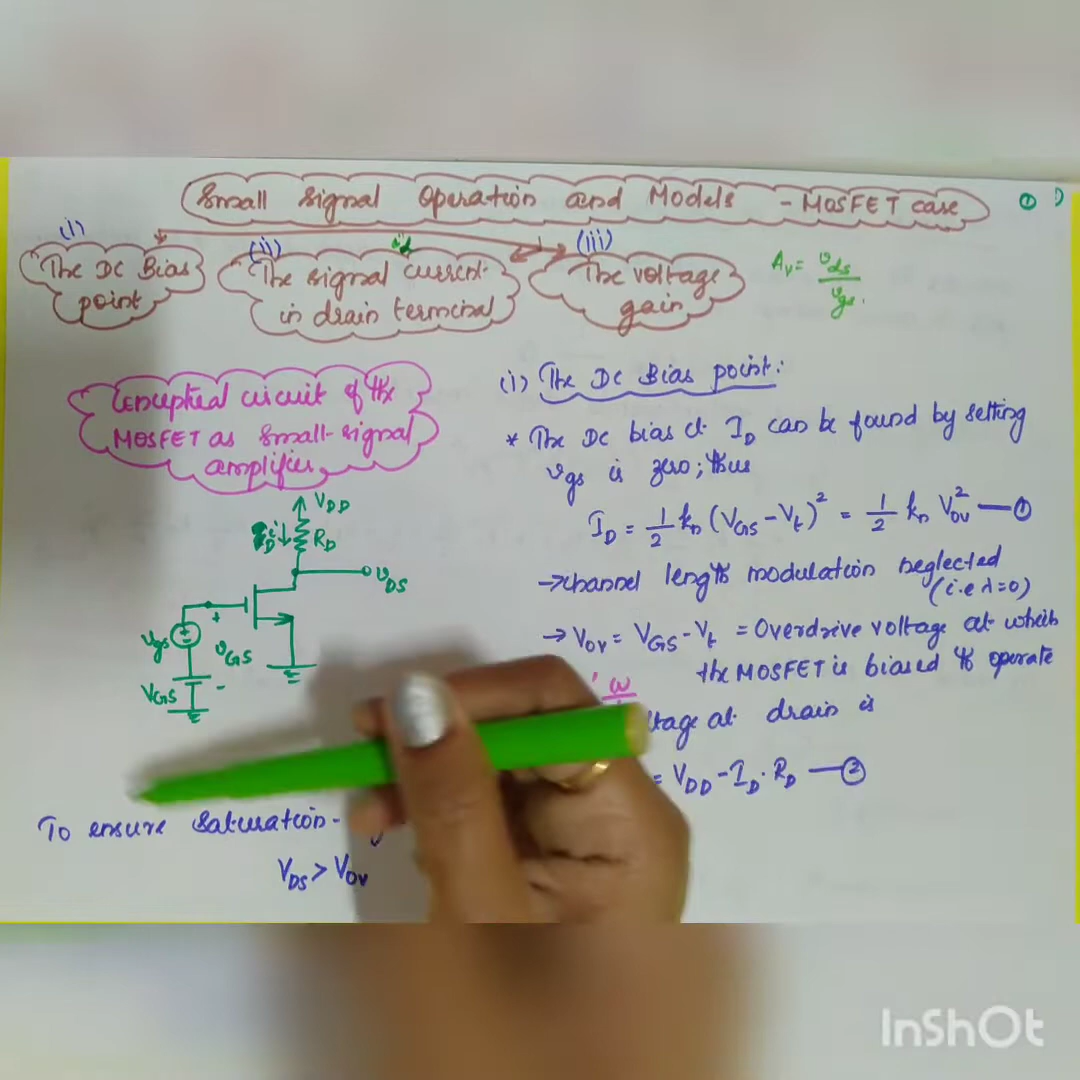 Small Signal Operation and Models - MOSFET case
① D
(i)
The DC Bias
point
(ii)
id
The signal current
in drain terminal
(iii)
The voltage
gain
Av = vds/vgs.
Conceptual circuit of the
MOSFET as small-signal
amplifier
VDD
iD ↓ RD
vDS
+
vgs
vGS
VGS
-
To ensure saturation-
VDS > VOV
(i) The DC Bias point:
* The DC bias ct ID can be found by setting
vgs is zero; thus
ID = 1/2 kn (VGS - Vt)² = 1/2 kn VOV² — ①
→ channel length modulation neglected
(i.e λ=0)
→ VOV = VGS - Vt = Overdrive voltage at which
the MOSFET is biased to operate
w
ltage at drain is
= VDD - ID . RD — ②
InShOt